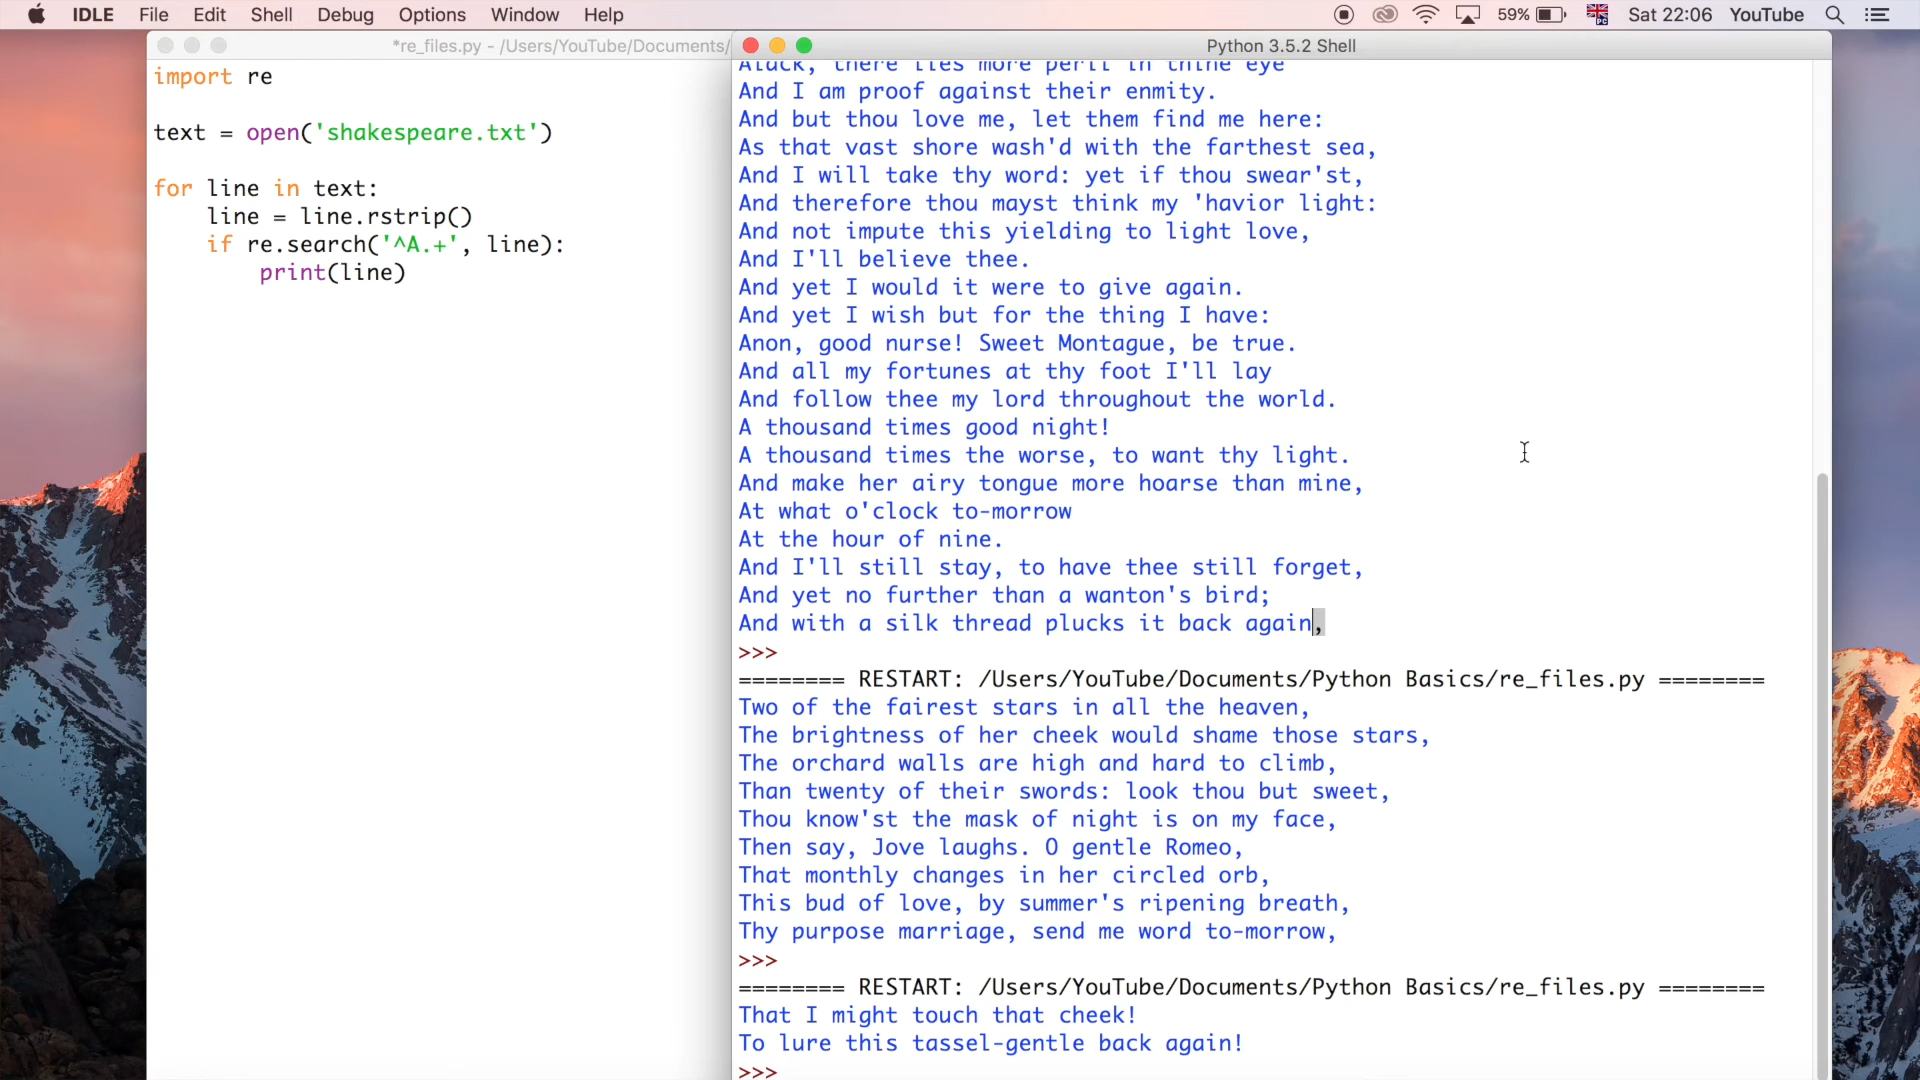 IDLE File Edit Shell Debug Options Window Help 59% Sat 22:06 YouTube
*re_files.py - /Users/YouTube/Documents/
import re
text = open('shakespeare.txt')
for line in text:
line = line.rstrip()
if re.search('^A.+', line):
print(line)
Python 3.5.2 Shell
Alack, there lies more peril in thine eye
And I am proof against their enmity.
And but thou love me, let them find me here:
As that vast shore wash'd with the farthest sea,
And I will take thy word: yet if thou swear'st,
And therefore thou mayst think my 'havior light:
And not impute this yielding to light love,
And I'll believe thee.
And yet I would it were to give again.
And yet I wish but for the thing I have:
Anon, good nurse! Sweet Montague, be true.
And all my fortunes at thy foot I'll lay
And follow thee my lord throughout the world.
A thousand times good night!
A thousand times the worse, to want thy light.
And make her airy tongue more hoarse than mine,
At what o'clock to-morrow
At the hour of nine.
And I'll still stay, to have thee still forget,
And yet no further than a wanton's bird;
And with a silk thread plucks it back again,
>>>
======== RESTART: /Users/YouTube/Documents/Python Basics/re_files.py ========
Two of the fairest stars in all the heaven,
The brightness of her cheek would shame those stars,
The orchard walls are high and hard to climb,
Than twenty of their swords: look thou but sweet,
Thou know'st the mask of night is on my face,
Then say, Jove laughs. O gentle Romeo,
That monthly changes in her circled orb,
This bud of love, by summer's ripening breath,
Thy purpose marriage, send me word to-morrow,
>>>
======== RESTART: /Users/YouTube/Documents/Python Basics/re_files.py ========
That I might touch that cheek!
To lure this tassel-gentle back again!
>>>